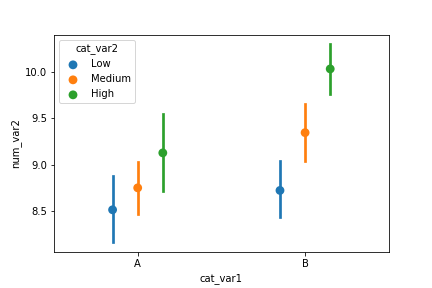 cat_var2
Low
Medium
High
10.0
9.5
9.0
8.5
num_var2
A
B
cat_var1